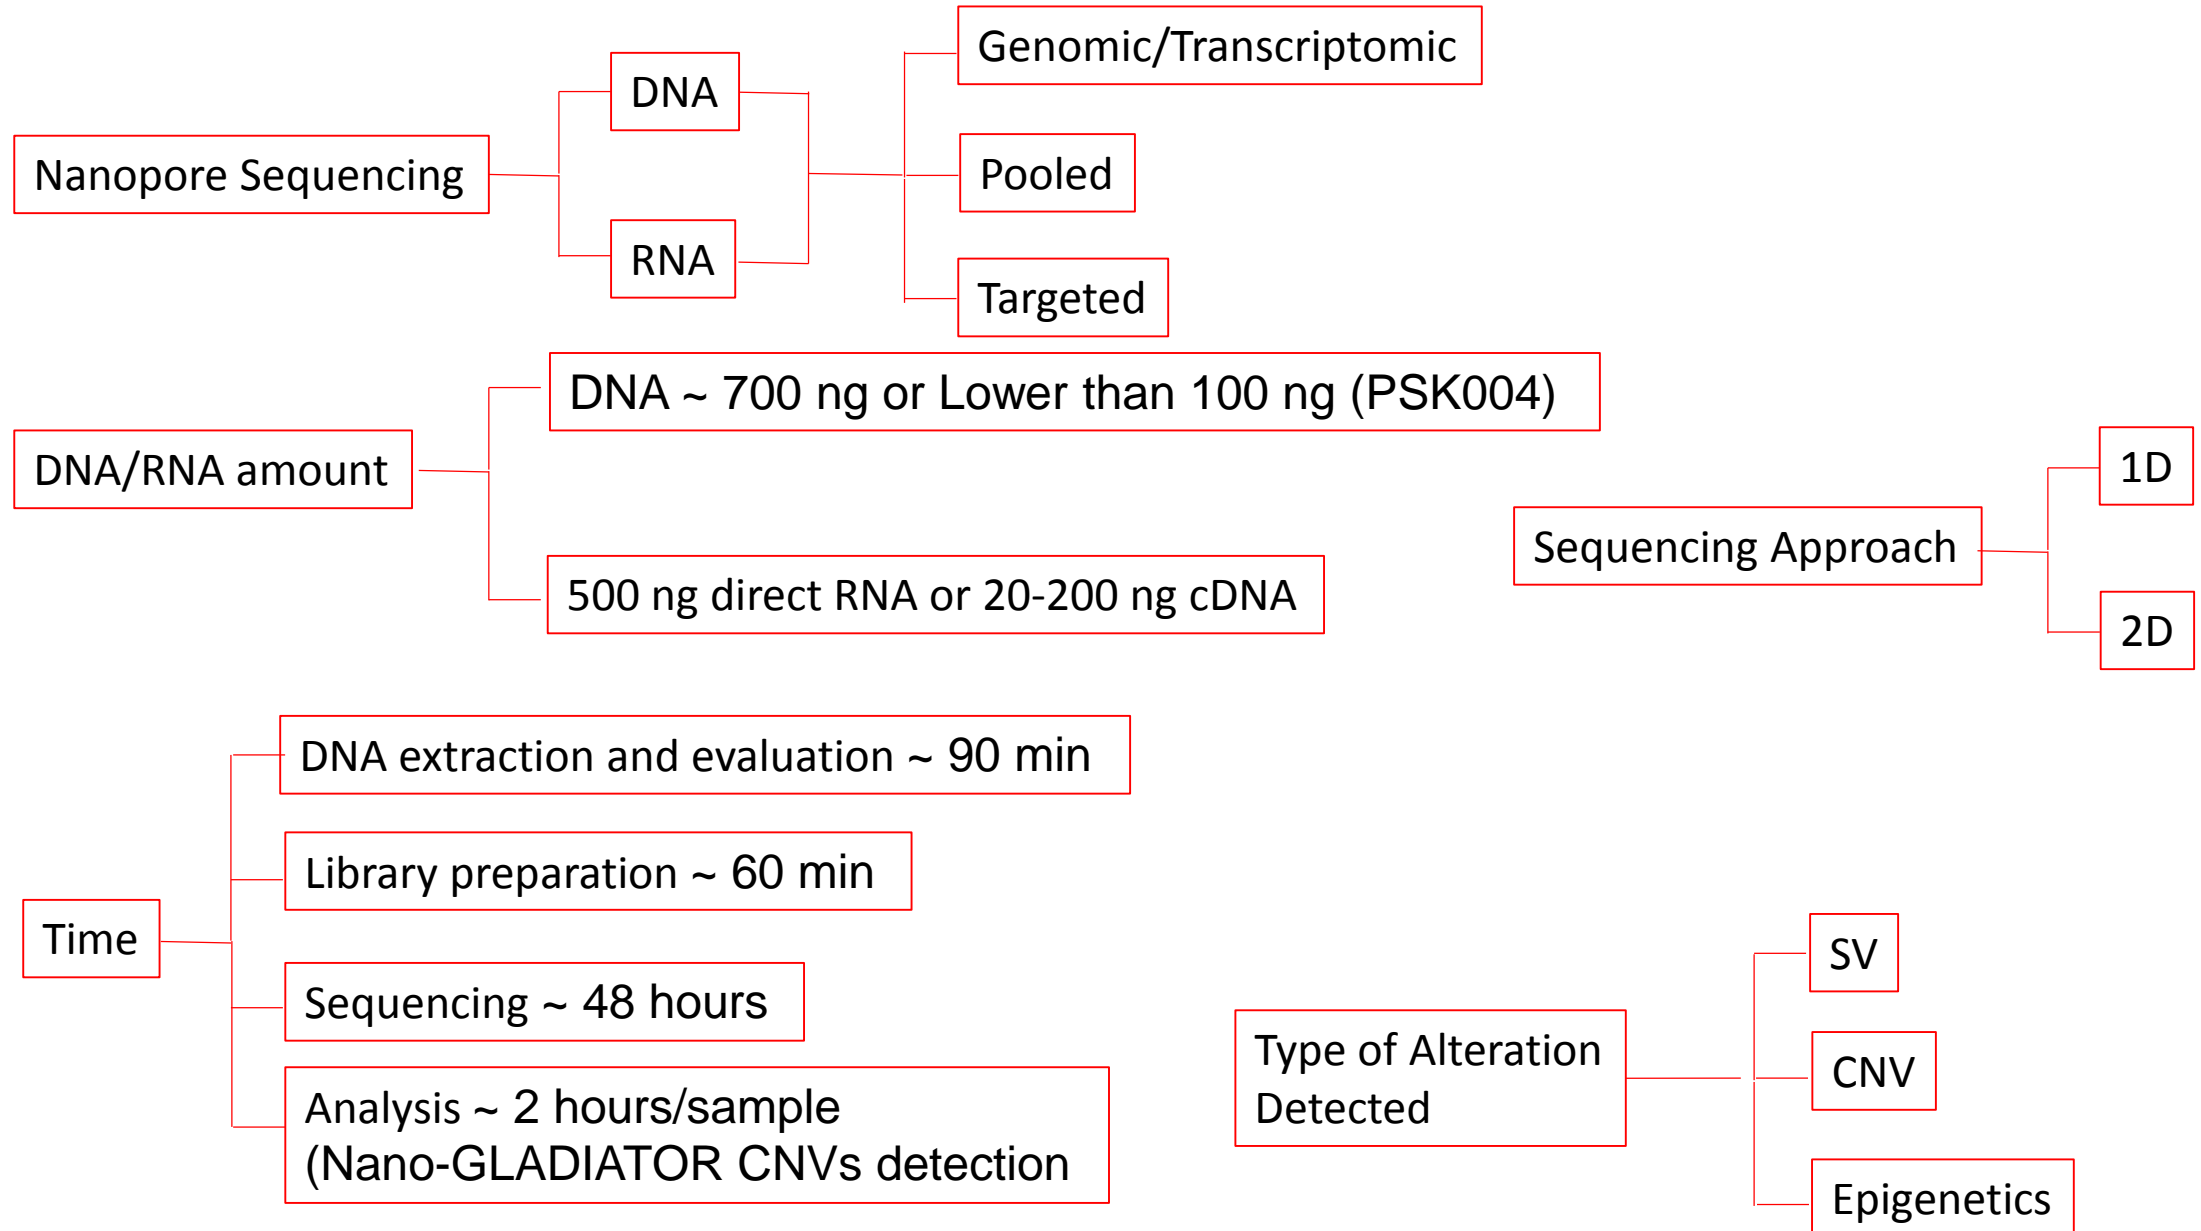 Nanopore Sequencing
DNA
RNA
Genomic/Transcriptomic
Pooled
Targeted
DNA/RNA amount
DNA ~ 700 ng or Lower than 100 ng (PSK004)
500 ng direct RNA or 20-200 ng cDNA
Sequencing Approach
1D
2D
Time
DNA extraction and evaluation ~ 90 min
Library preparation ~ 60 min
Sequencing ~ 48 hours
Analysis ~ 2 hours/sample
(Nano-GLADIATOR CNVs detection
Type of Alteration
Detected
SV
CNV
Epigenetics